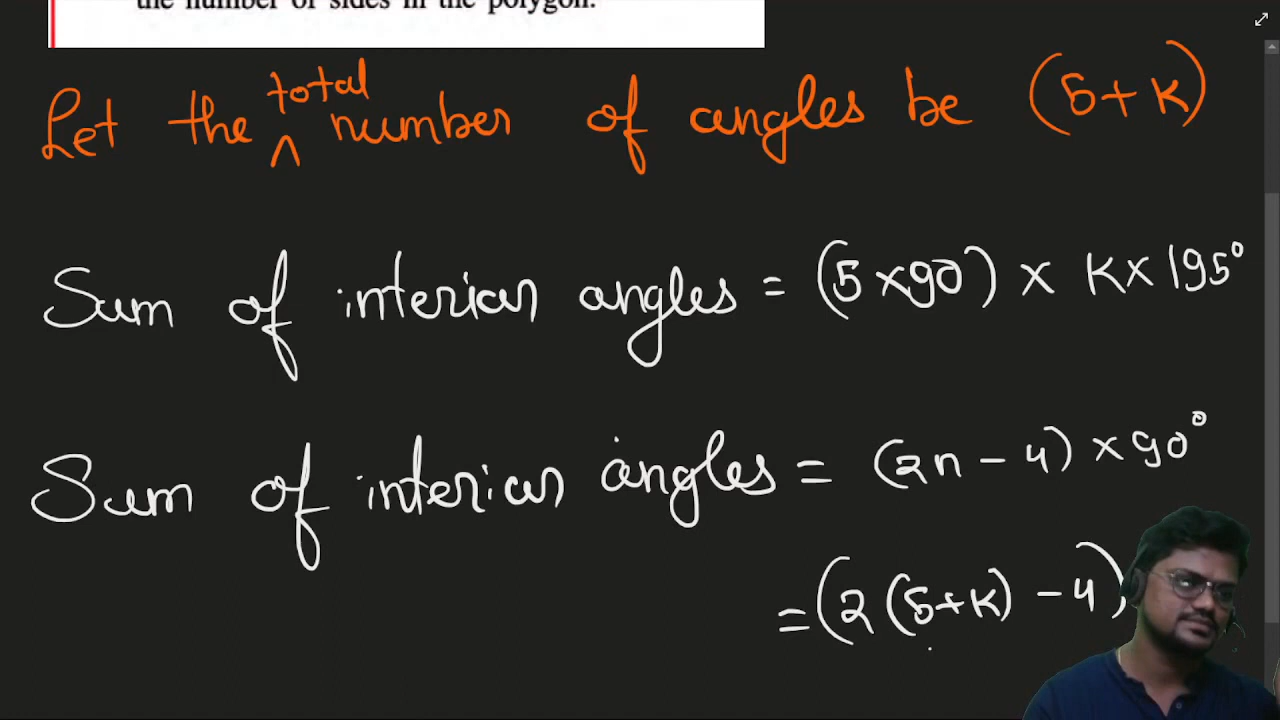 the number of sides in the polygon.
Let the total number of angles be (5+k)
Sum of interior angles = (5×90) × k×195°
Sum of interior angles = (2n-4)×90°
=(2(5+k)-4)